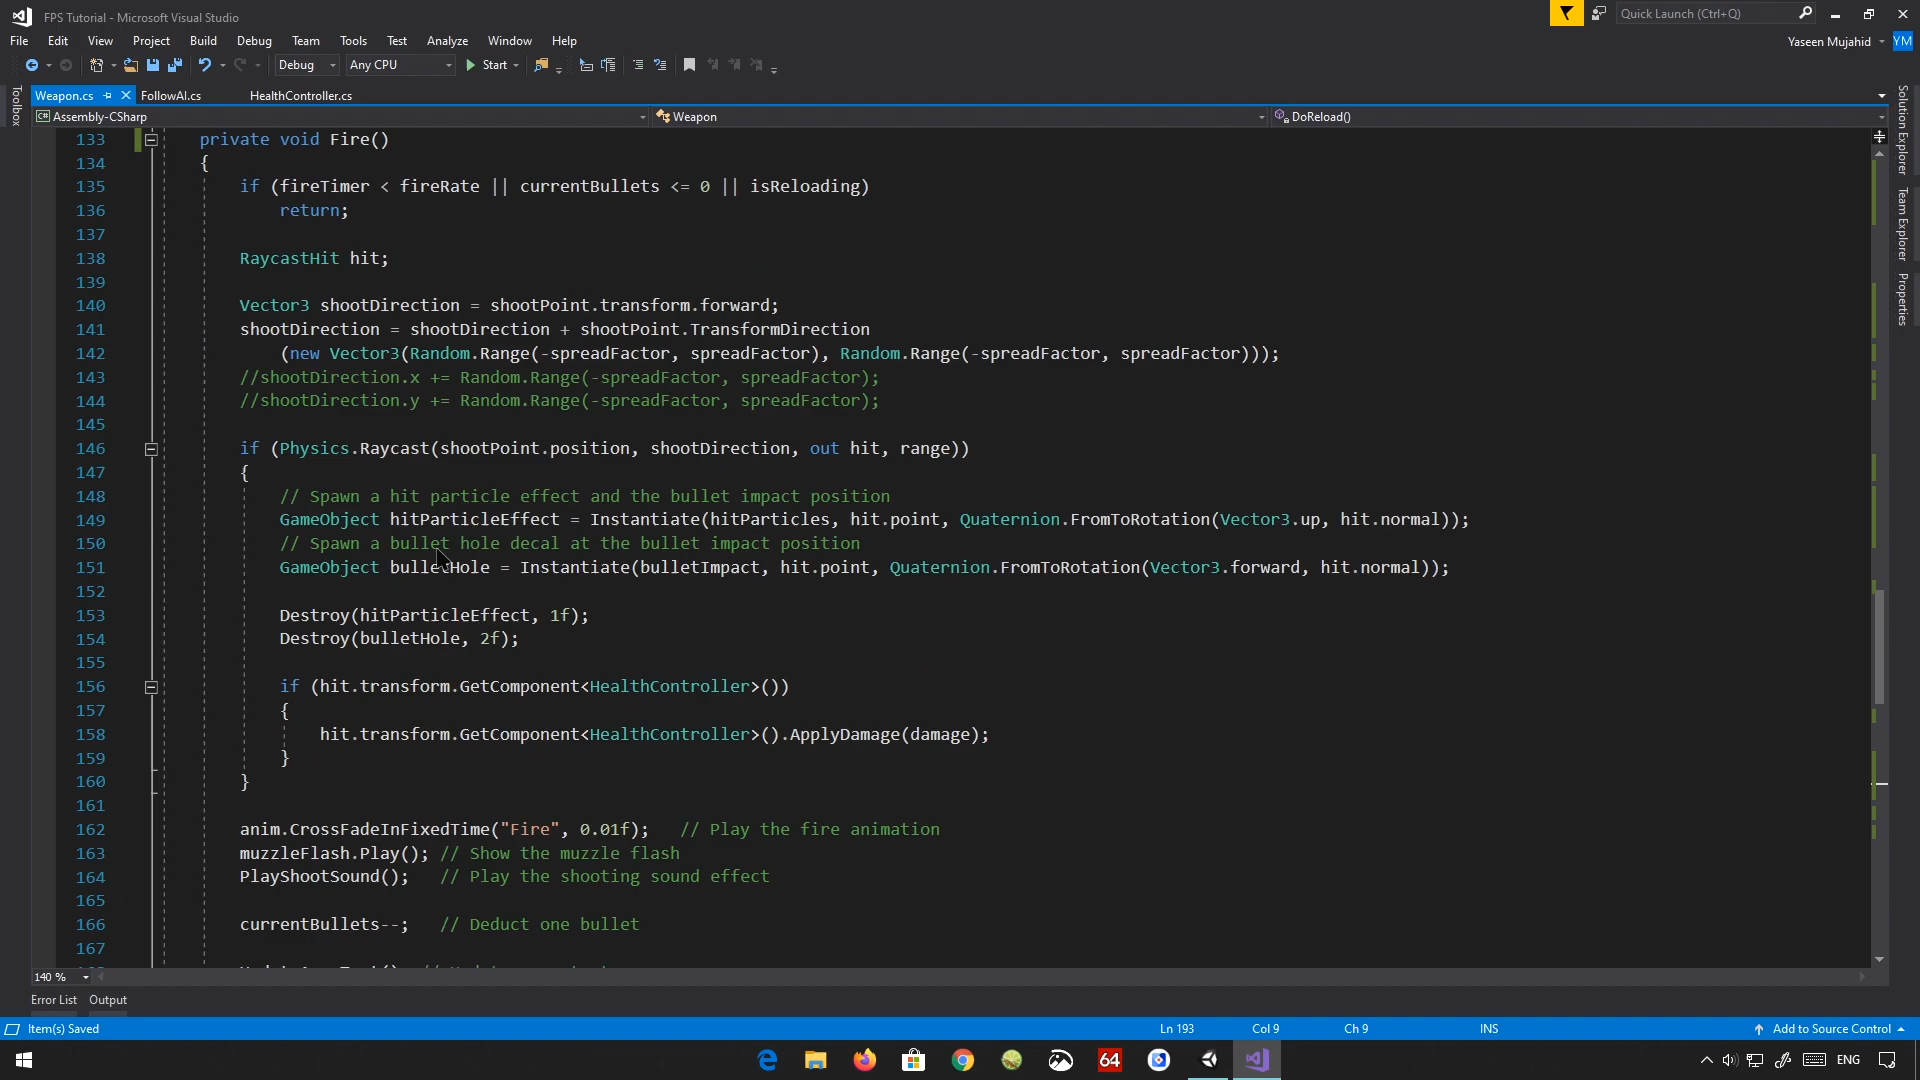 FPS Tutorial - Microsoft Visual Studio
Quick Launch (Ctrl+Q)
File Edit View Project Build Debug Team Tools Test Analyze Window Help
Yaseen Mujahid
YM
Debug
Any CPU
Start
Toolbox
Weapon.cs
FollowAI.cs
HealthController.cs
Solution Explorer
Team Explorer
Properties
C# Assembly-CSharp
Weapon
DoReload()
133 private void Fire()
134 {
135 if (fireTimer < fireRate || currentBullets <= 0 || isReloading)
136 return;
137
138 RaycastHit hit;
139
140 Vector3 shootDirection = shootPoint.transform.forward;
141 shootDirection = shootDirection + shootPoint.TransformDirection
142 (new Vector3(Random.Range(-spreadFactor, spreadFactor), Random.Range(-spreadFactor, spreadFactor)));
143 //shootDirection.x += Random.Range(-spreadFactor, spreadFactor);
144 //shootDirection.y += Random.Range(-spreadFactor, spreadFactor);
145
146 if (Physics.Raycast(shootPoint.position, shootDirection, out hit, range))
147 {
148 // Spawn a hit particle effect and the bullet impact position
149 GameObject hitParticleEffect = Instantiate(hitParticles, hit.point, Quaternion.FromToRotation(Vector3.up, hit.normal));
150 // Spawn a bullet hole decal at the bullet impact position
151 GameObject bulletHole = Instantiate(bulletImpact, hit.point, Quaternion.FromToRotation(Vector3.forward, hit.normal));
152
153 Destroy(hitParticleEffect, 1f);
154 Destroy(bulletHole, 2f);
155
156 if (hit.transform.GetComponent<HealthController>())
157 {
158 hit.transform.GetComponent<HealthController>().ApplyDamage(damage);
159 }
160 }
161
162 anim.CrossFadeInFixedTime("Fire", 0.01f); // Play the fire animation
163 muzzleFlash.Play(); // Show the muzzle flash
164 PlayShootSound(); // Play the shooting sound effect
165
166 currentBullets--; // Deduct one bullet
167
140 %
Error List Output
Item(s) Saved
Ln 193
Col 9
Ch 9
INS
Add to Source Control
64
ENG